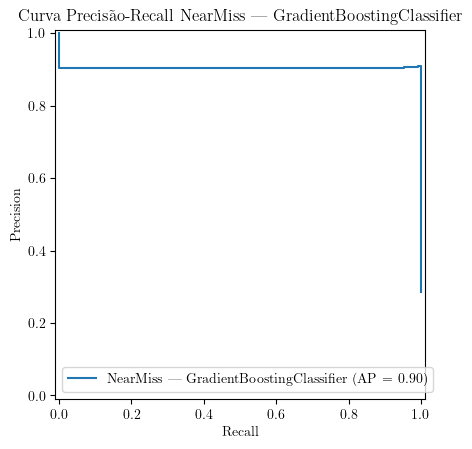 Curva Precisão-Recall NearMiss — GradientBoostingClassifier
1.0
0.8
0.6
0.4
0.2
0.0
Precision
NearMiss — GradientBoostingClassifier (AP = 0.90)
0.0 0.2 0.4 0.6 0.8 1.0
Recall